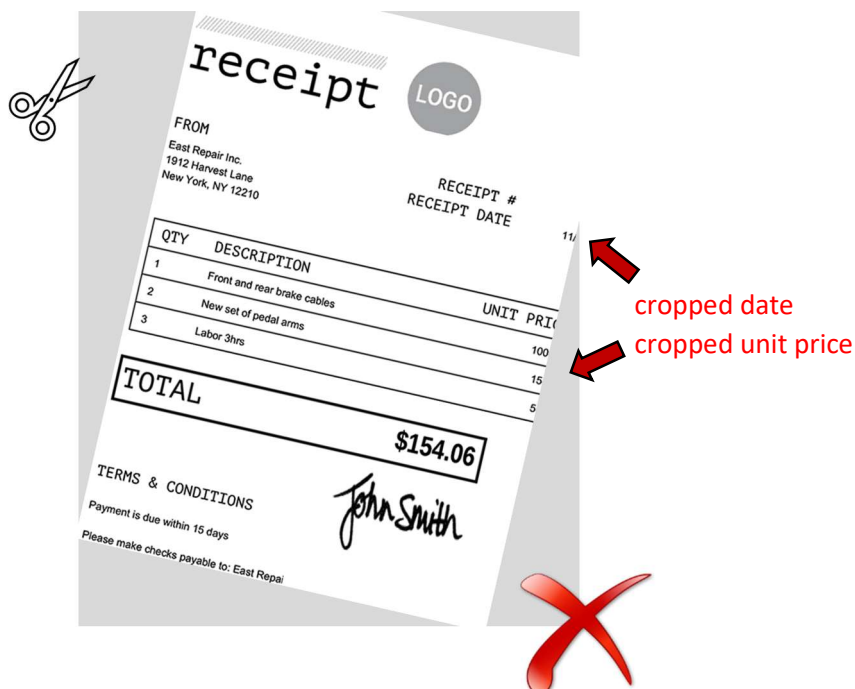 receipt
LOGO
FROM
East Repair Inc.
1912 Harvest Lane
New York, NY 12210
RECEIPT #
RECEIPT DATE
11/
QTY DESCRIPTION UNIT PRIC
1 Front and rear brake cables 100
2 New set of pedal arms 15
3 Labor 3hrs 5
cropped date
cropped unit price
TOTAL
$154.06
John Smith
TERMS & CONDITIONS
Payment is due within 15 days
Please make checks payable to: East Repai